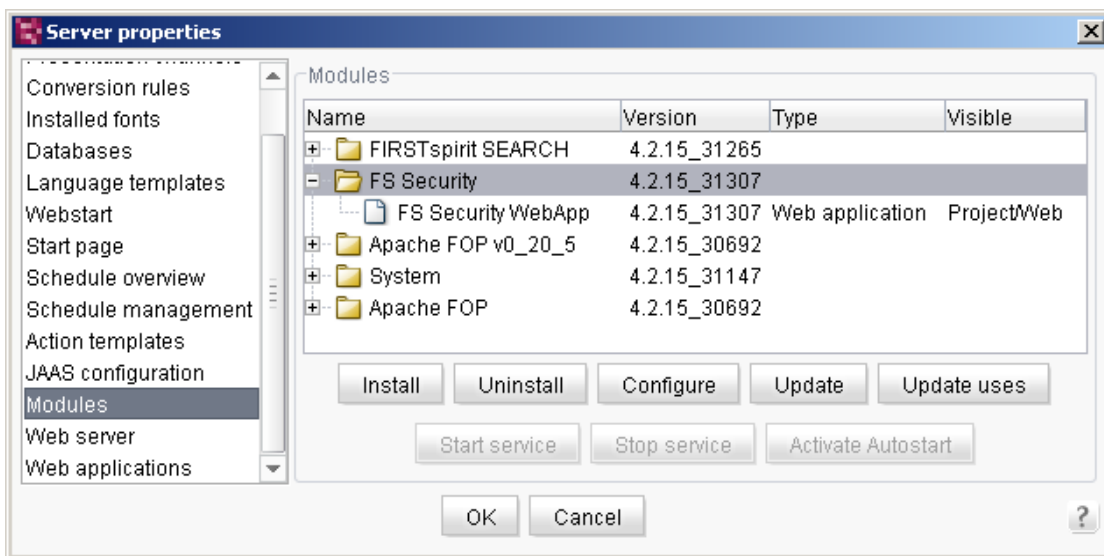 Server properties
Conversion rules
Installed fonts
Databases
Language templates
Webstart
Start page
Schedule overview
Schedule management
Action templates
JAAS configuration
Modules
Web server
Web applications
Modules
Name Version Type Visible
FIRSTspirit SEARCH 4.2.15_31265
FS Security 4.2.15_31307
FS Security WebApp 4.2.15_31307 Web application Project/Web
Apache FOP v0_20_5 4.2.15_30692
System 4.2.15_31147
Apache FOP 4.2.15_30692
Install Uninstall Configure Update Update uses
Start service Stop service Activate Autostart
OK Cancel ?